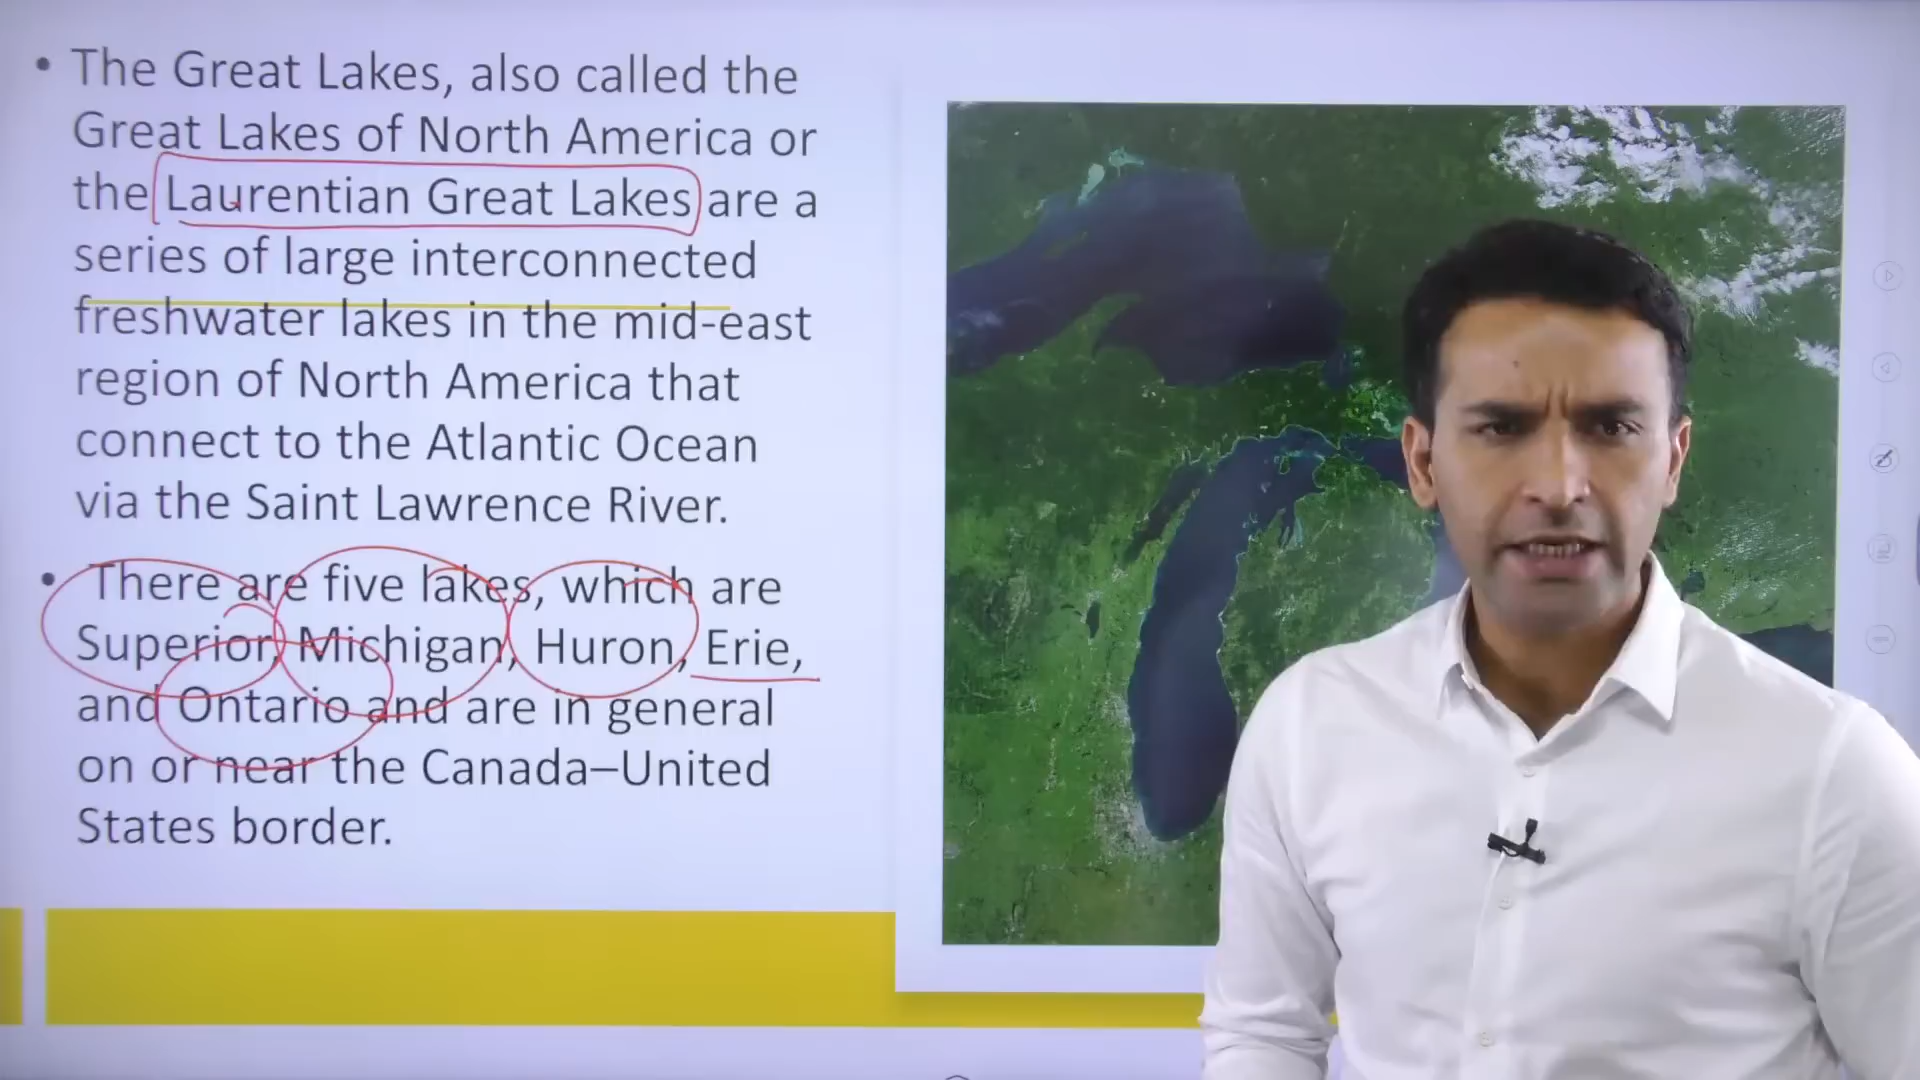 • The Great Lakes, also called the
Great Lakes of North America or
the Laurentian Great Lakes are a
series of large interconnected
freshwater lakes in the mid-east
region of North America that
connect to the Atlantic Ocean
via the Saint Lawrence River.
• There are five lakes, which are
Superior, Michigan, Huron, Erie,
and Ontario and are in general
on or near the Canada–United
States border.